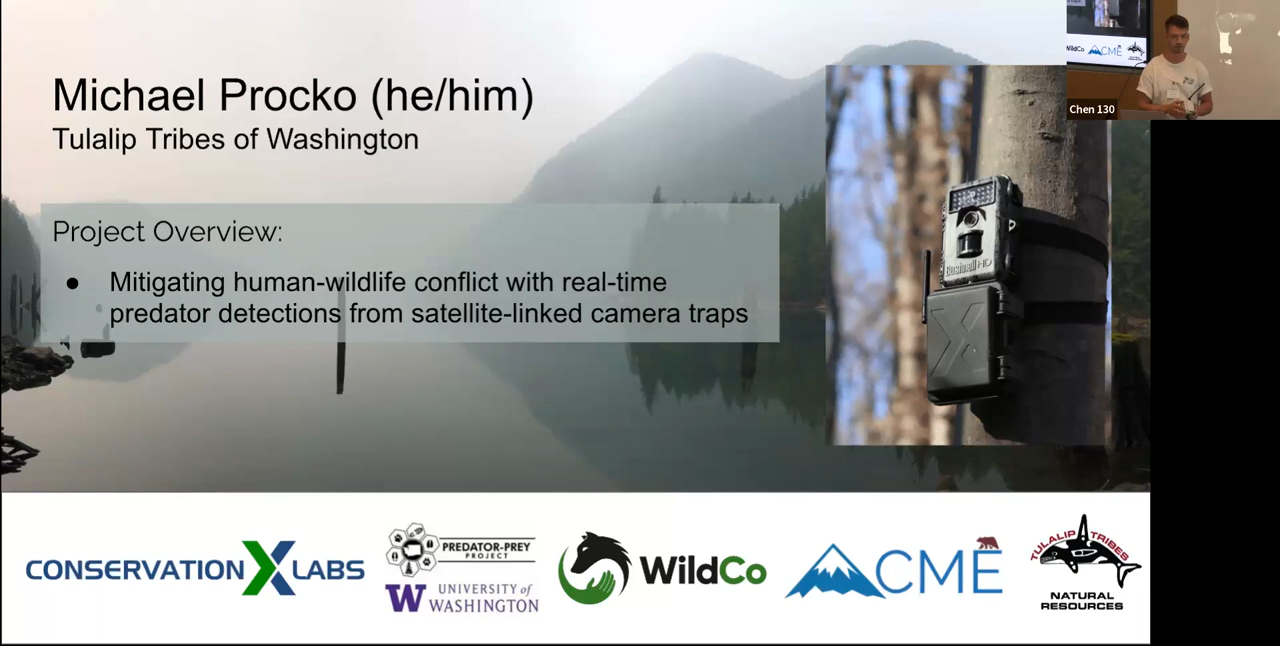 Michael Procko (he/him)
Tulalip Tribes of Washington
Project Overview:
● Mitigating human-wildlife conflict with real-time
predator detections from satellite-linked camera traps
Bushnell HD
X
WildCo
CME
Chen 130
CONSERVATION X LABS
PREDATOR-PREY
PROJECT
W UNIVERSITY of
WASHINGTON
WildCo
CME
TULALIP TRIBES
NATURAL
RESOURCES